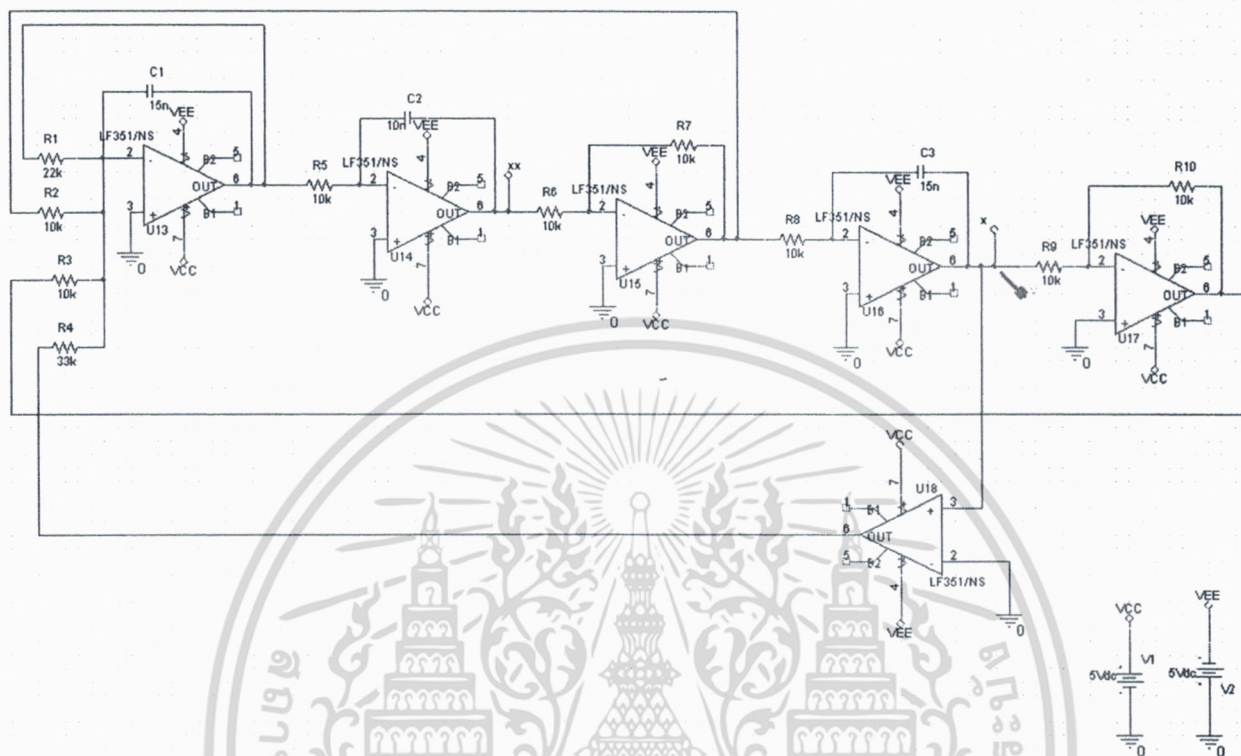 C1
15n
VEE
4
R1
22k
LF351/NS
2
-
B2
5
OUT
6
R2
10k
3
+
B1
1
U13
7
0
VCC
R3
10k
R4
33k
R5
10k
C2
10n
VEE
4
LF351/NS
2
-
B2
5
OUT
6
3
+
B1
1
U14
7
0
VCC
xx
R6
10k
R7
10k
VEE
4
LF351/NS
2
-
B2
5
OUT
6
3
+
B1
1
U15
7
0
VCC
R8
10k
C3
15n
VEE
4
LF351/NS
2
-
B2
5
OUT
6
3
+
B1
1
U16
7
0
VCC
x
R9
10k
R10
10k
VEE
4
LF351/NS
2
-
B2
5
OUT
6
3
+
B1
1
U17
7
0
VCC
VCC
7
U18
1
B1
+
3
6
OUT
5
B2
-
2
LF351/NS
4
VEE
0
VCC
V1
5Vdc
0
VEE
5Vdc
V2
0